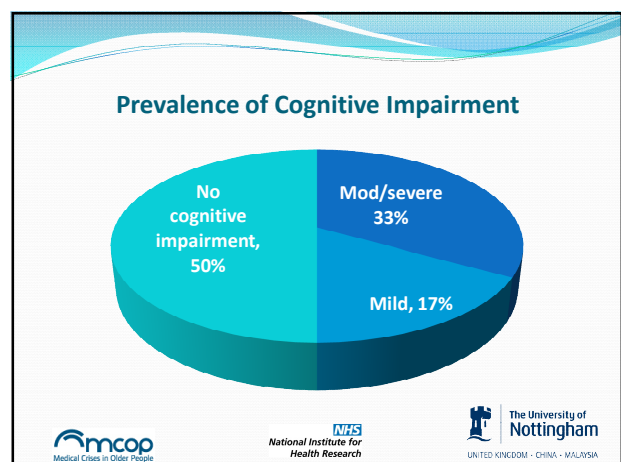 Prevalence of Cognitive Impairment
No
cognitive
impairment,
50%
Mod/severe
33%
Mild, 17%
mcop
Medical Crises in Older People
NHS
National Institute for
Health Research
The University of
Nottingham
UNITED KINGDOM · CHINA · MALAYSIA